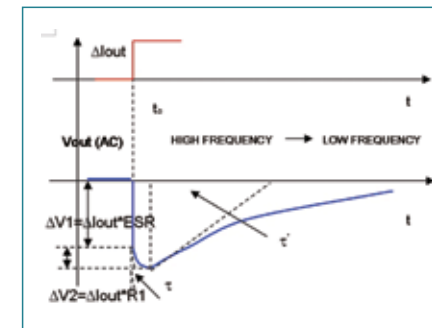 ΔIout
t₀
t
Vout (AC)
HIGH FREQUENCY → LOW FREQUENCY
t
ΔV1=ΔIout*ESR
τ'
τ
ΔV2=ΔIout*R1